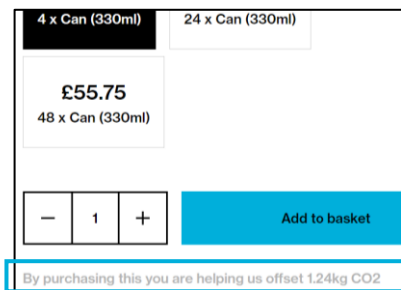 4 x Can (330ml)
24 x Can (330ml)
£55.75
48 x Can (330ml)
− 1 +
Add to basket
By purchasing this you are helping us offset 1.24kg CO2